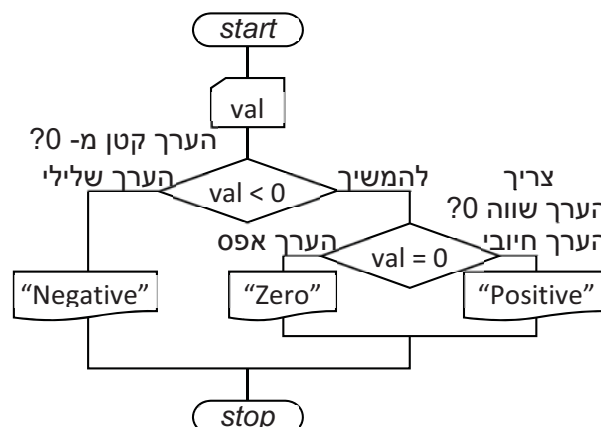 start
val
הערך קטן מ- 0?
הערך שלילי
val < 0
להמשיך
צריך
הערך שווה 0?
הערך אפס
val = 0
הערך חיובי
“Negative”
“Zero”
“Positive”
stop